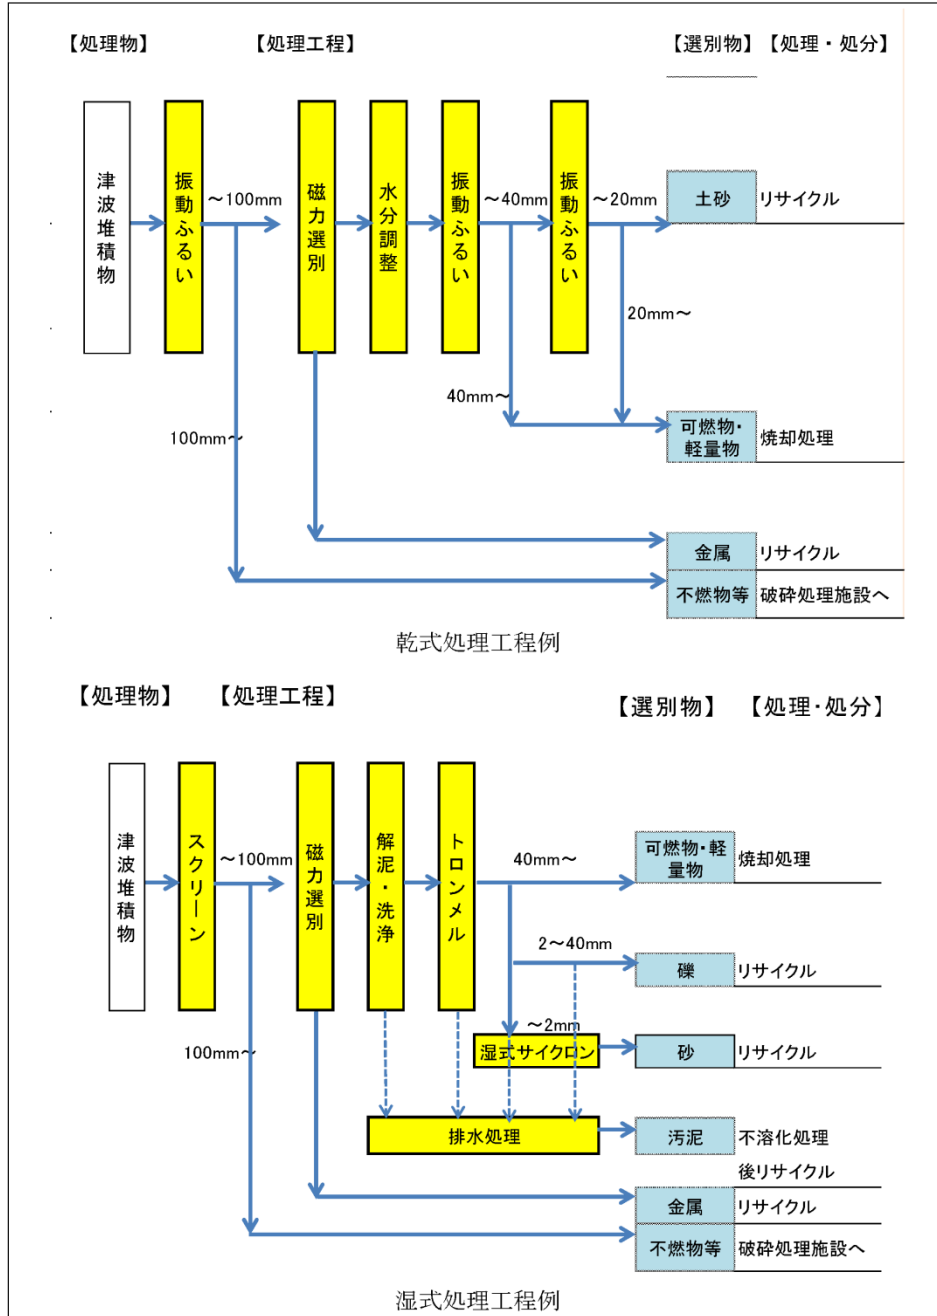 【処理物】 【処理工程】 【選別物】 【処理・処分】
津波堆積物
振動ふるい
～100mm
磁力選別
水分調整
振動ふるい
～40mm
振動ふるい
～20mm
土砂 リサイクル
20mm～
40mm～
100mm～
可燃物・
軽量物
焼却処理
金属 リサイクル
不燃物等 破砕処理施設へ
乾式処理工程例
【処理物】 【処理工程】 【選別物】 【処理・処分】
津波堆積物
スクリーン
～100mm
磁力選別
解泥・洗浄
トロンメル
40mm～
可燃物・軽
量物
焼却処理
2～40mm
礫 リサイクル
～2mm
100mm～
湿式サイクロン
砂 リサイクル
排水処理
汚泥 不溶化処理
後リサイクル
金属 リサイクル
不燃物等 破砕処理施設へ
湿式処理工程例